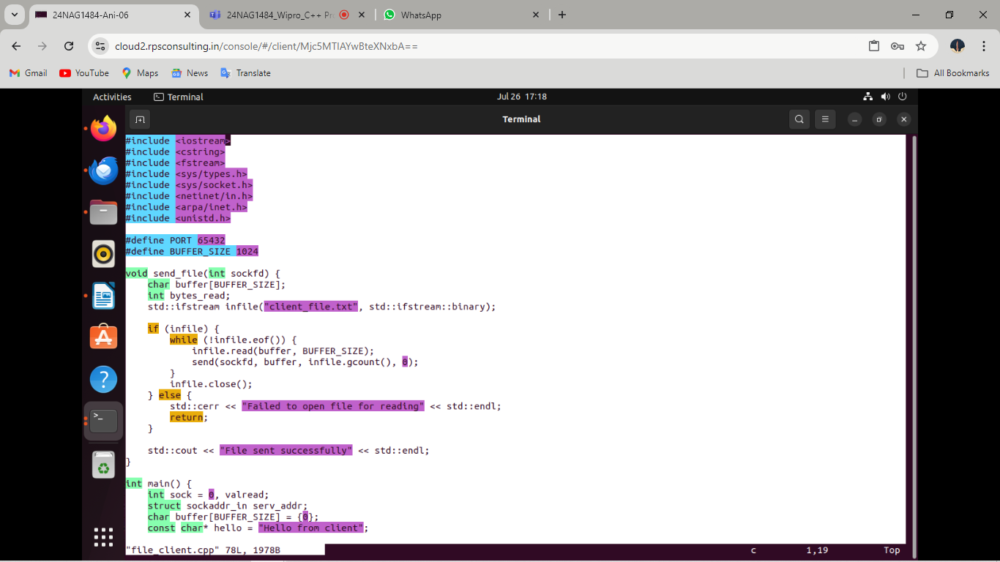 24NAG1484-Ani-06
24NAG1484_Wipro_C++ Pr
WhatsApp
cloud2.rpsconsulting.in/console/#/client/Mjc5MTlAYwBteXNxbA==
Gmail
YouTube
Maps
News
Translate
All Bookmarks
Activities
Terminal
Jul 26 17:18
Terminal
#include <iostream>
#include <cstring>
#include <fstream>
#include <sys/types.h>
#include <sys/socket.h>
#include <netinet/in.h>
#include <arpa/inet.h>
#include <unistd.h>
#define PORT 65432
#define BUFFER_SIZE 1024
void send_file(int sockfd) {
    char buffer[BUFFER_SIZE];
    int bytes_read;
    std::ifstream infile("client_file.txt", std::ifstream::binary);
    if (infile) {
        while (!infile.eof()) {
            infile.read(buffer, BUFFER_SIZE);
            send(sockfd, buffer, infile.gcount(), 0);
        }
        infile.close();
    } else {
        std::cerr << "Failed to open file for reading" << std::endl;
        return;
    }
    std::cout << "File sent successfully" << std::endl;
}
int main() {
    int sock = 0, valread;
    struct sockaddr_in serv_addr;
    char buffer[BUFFER_SIZE] = {0};
    const char* hello = "Hello from client";
"file_client.cpp" 78L, 1978B
c
1,19
Top